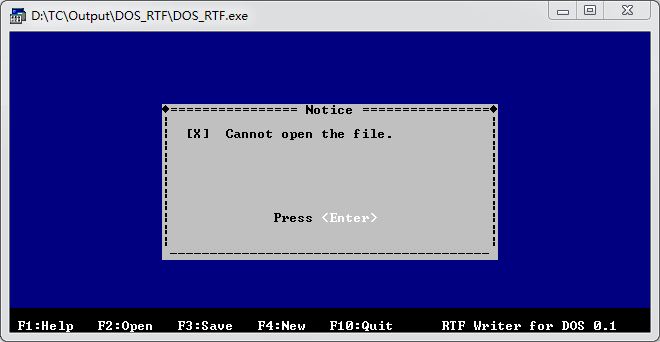 D:\TC\Output\DOS_RTF\DOS_RTF.exe
Notice
[X] Cannot open the file.
Press <Enter>
F1:Help F2:Open F3:Save F4:New F10:Quit RTF Writer for DOS 0.1